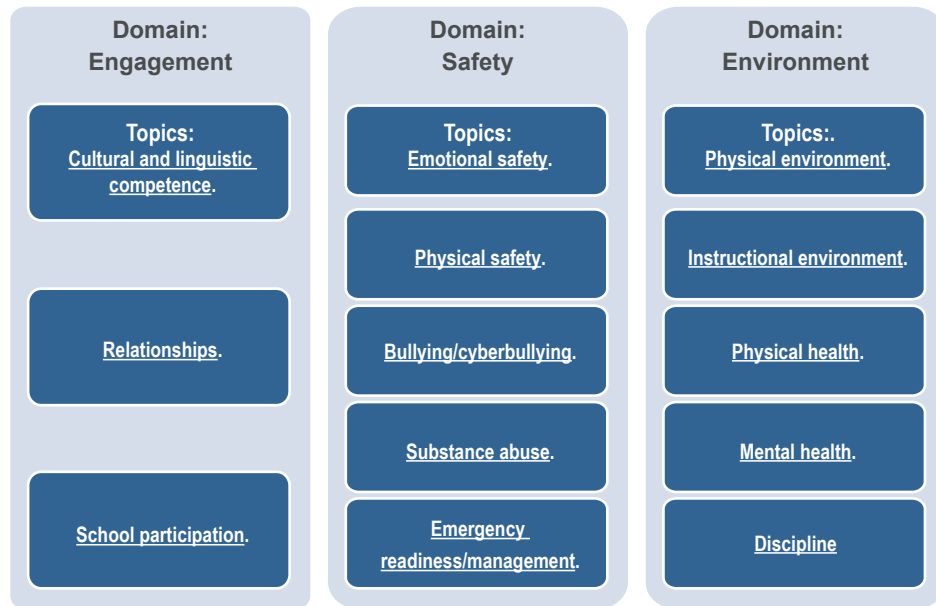 Domain:
Engagement
Topics:
Cultural and linguistic
competence.
Relationships.
School participation.
Domain:
Safety
Topics:
Emotional safety.
Physical safety.
Bullying/cyberbullying.
Substance abuse.
Emergency
readiness/management.
Domain:
Environment
Topics:.
Physical environment.
Instructional environment.
Physical health.
Mental health.
Discipline